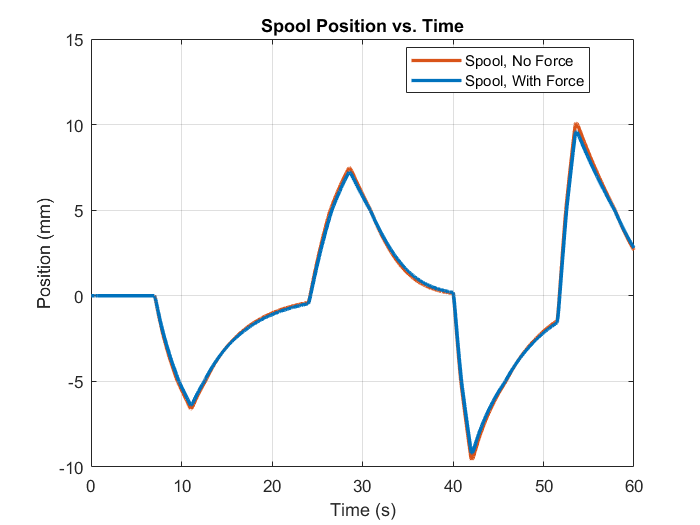 Spool Position vs. Time
Spool, No Force
Spool, With Force
15
10
5
0
-5
-10
Position (mm)
0 10 20 30 40 50 60
Time (s)